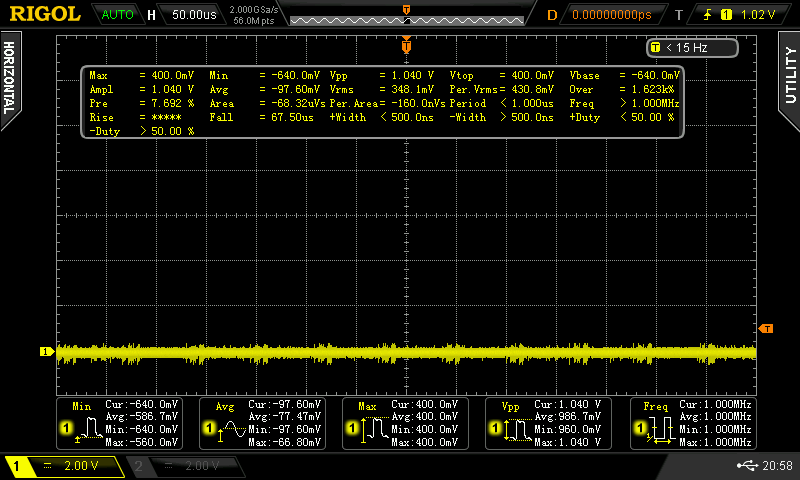 RIGOL AUTO H 50.00us 2.000GSa/s 56.0M pts T D 0.00000000ps T 1 1.02 V
HORIZONTAL
UTILITY
T
T < 15 Hz
Max = 400.0mV Min = -640.0mV Vpp = 1.040 V Vtop = 400.0mV Vbase = -640.0mV
Ampl = 1.040 V Avg = -97.60mV Vrms = 348.1mV Per.Vrms= 430.8mV Over = 1.623k%
Pre = 7.692 % Area = -68.32uVs Per.Area= -160.0nVs Period < 1.000us Freq > 1.000MHz
Rise = ***** Fall = 67.50us +Width < 500.0ns -Width > 500.0ns +Duty < 50.00 %
-Duty > 50.00 %
T
1
Min Cur:-640.0mV Avg:-586.7mV Min:-640.0mV Max:-560.0mV
1
Avg Cur:-97.60mV Avg:-77.47mV Min:-97.60mV Max:-66.80mV
1
Max Cur:400.0mV Avg:400.0mV Min:400.0mV Max:400.0mV
1
Vpp Cur:1.040 V Avg:986.7mV Min:960.0mV Max:1.040 V
1
Freq Cur:1.000MHz Avg:1.000MHz Min:1.000MHz Max:1.000MHz
1
1 = 2.00 V 2 = 2.00 V 20:58